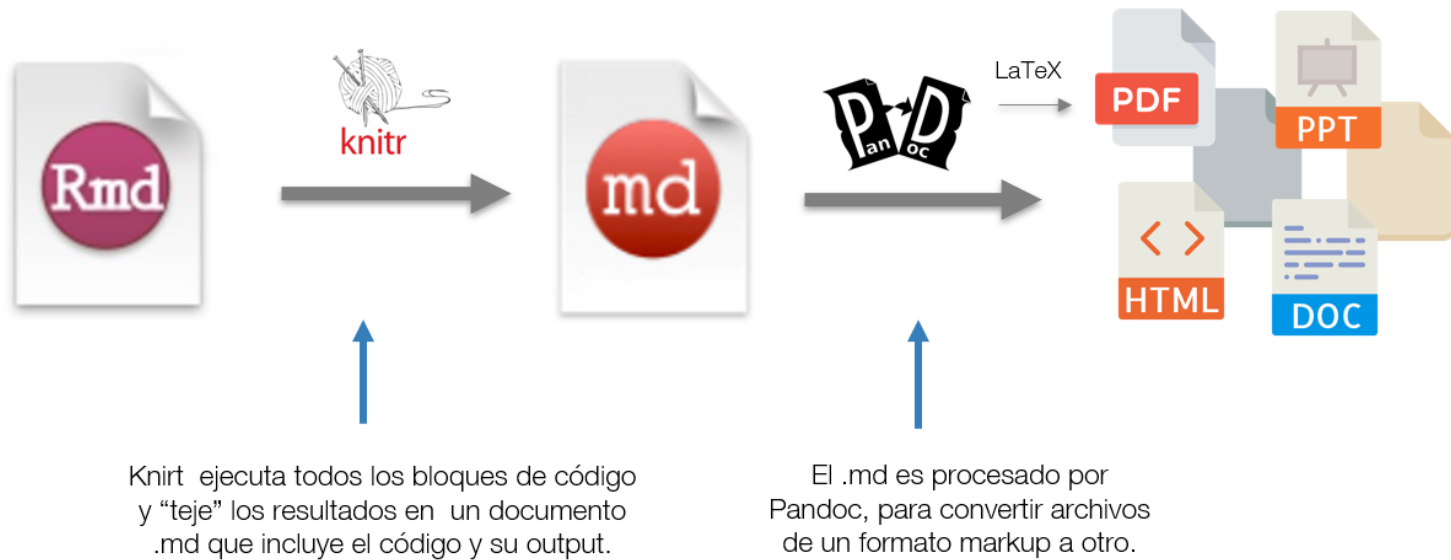 Rmd
knitr
md
Pan Doc
LaTeX
PDF
PPT
HTML
DOC
Knirt ejecuta todos los bloques de código
y “teje” los resultados en un documento
.md que incluye el código y su output.
El .md es procesado por
Pandoc, para convertir archivos
de un formato markup a otro.